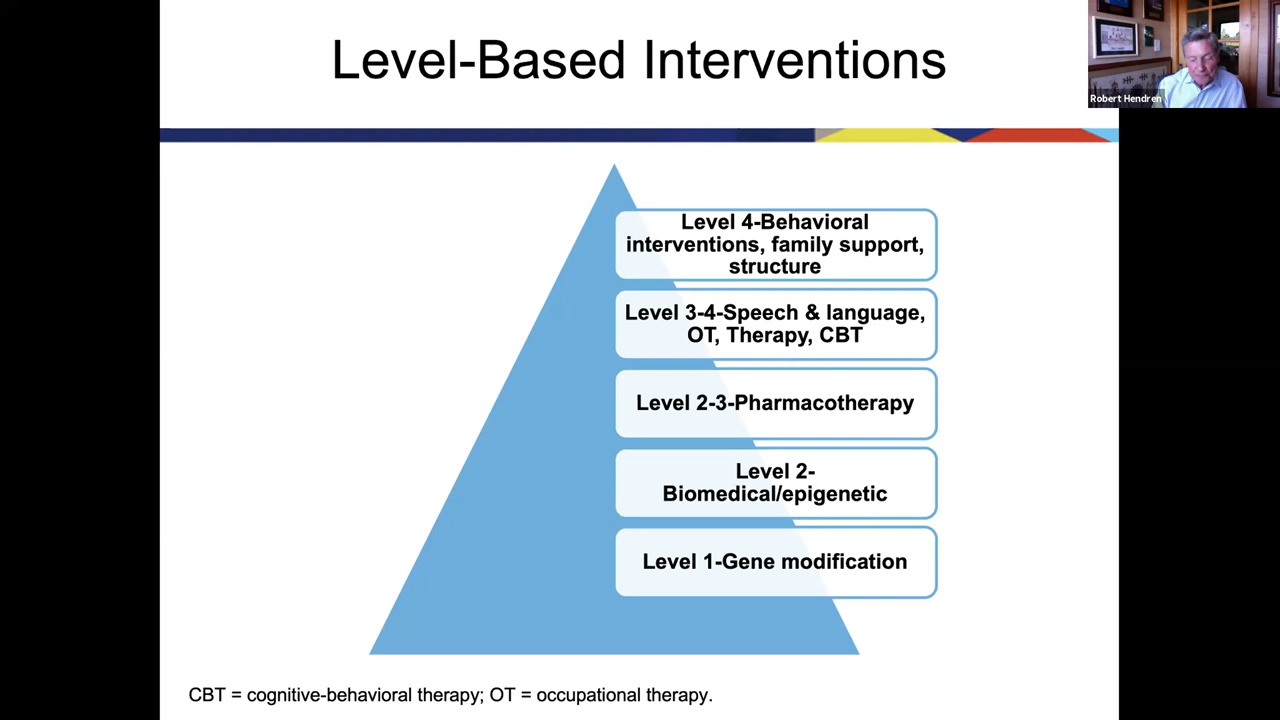 Level-Based Interventions
Robert Hendren
Level 4-Behavioral
interventions, family support,
structure
Level 3-4-Speech & language,
OT, Therapy, CBT
Level 2-3-Pharmacotherapy
Level 2-
Biomedical/epigenetic
Level 1-Gene modification
CBT = cognitive-behavioral therapy; OT = occupational therapy.